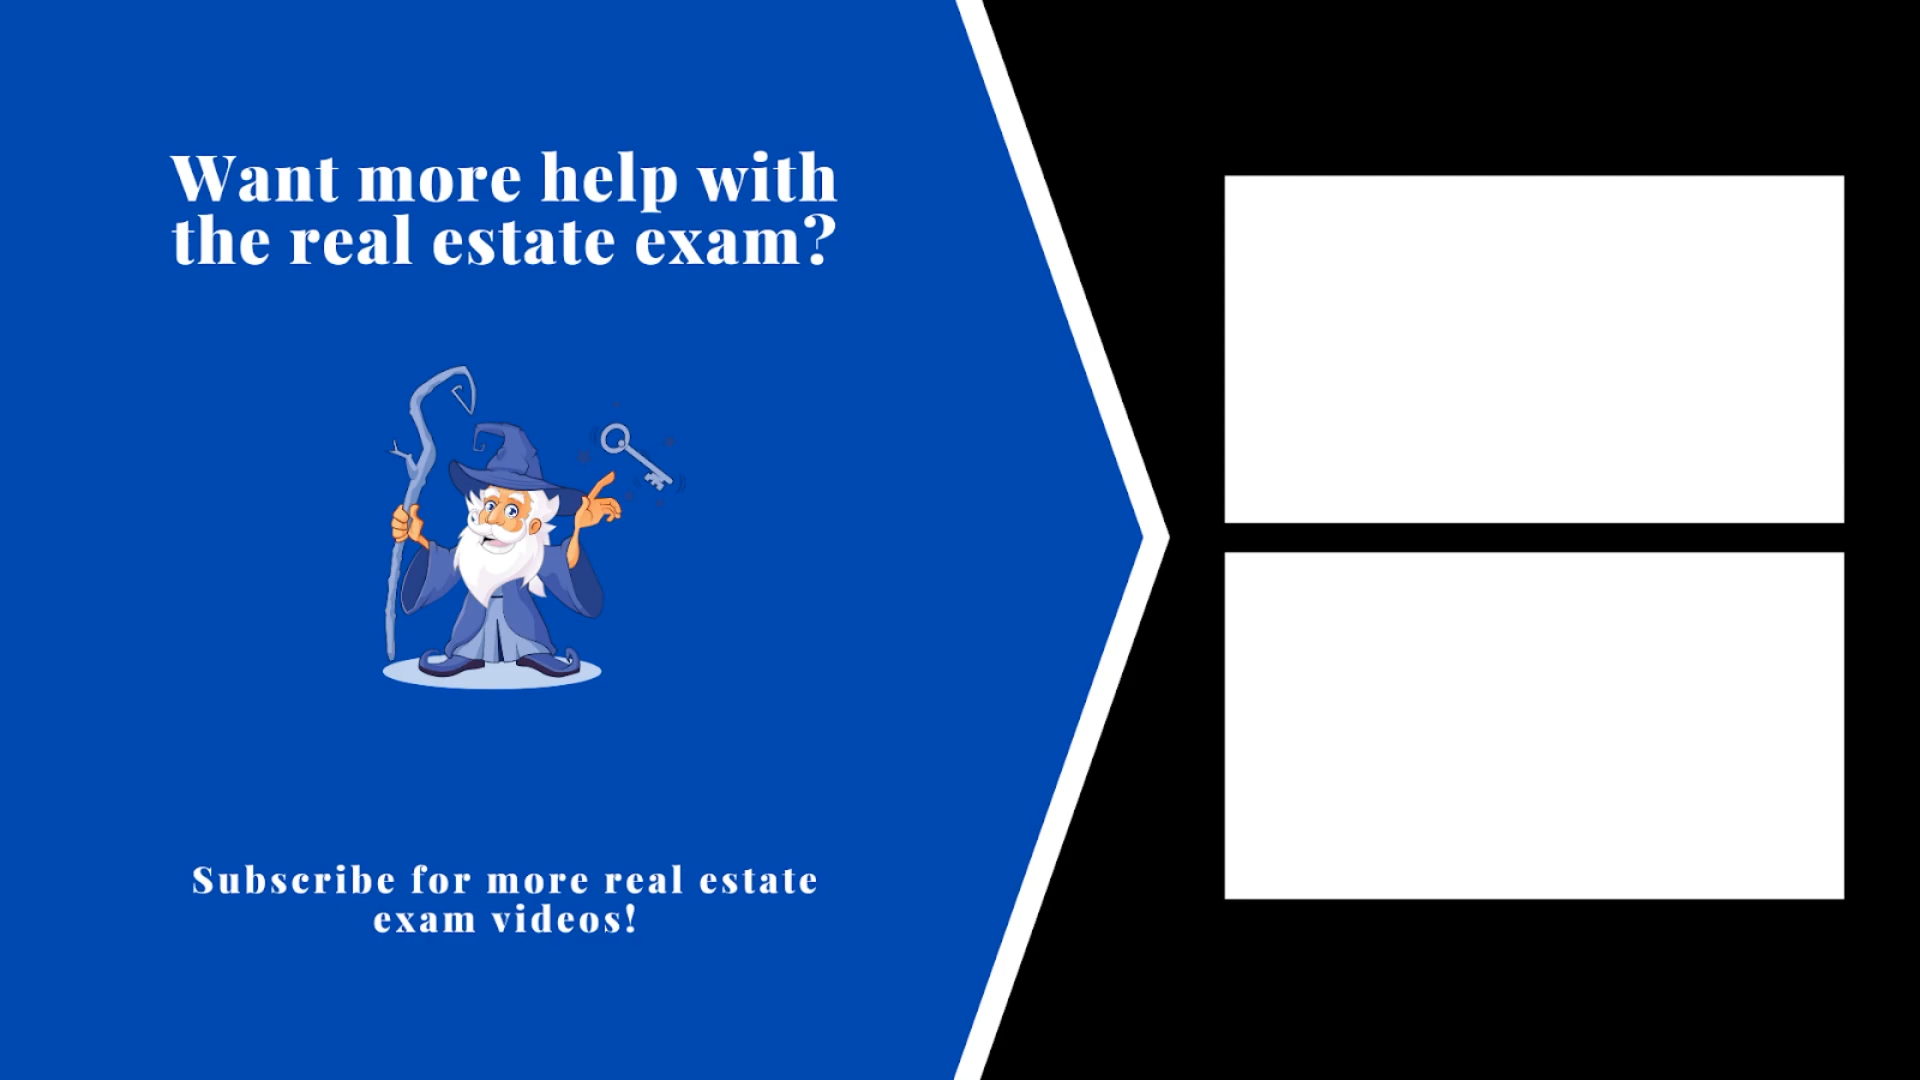 Want more help with
the real estate exam?
Subscribe for more real estate
exam videos!